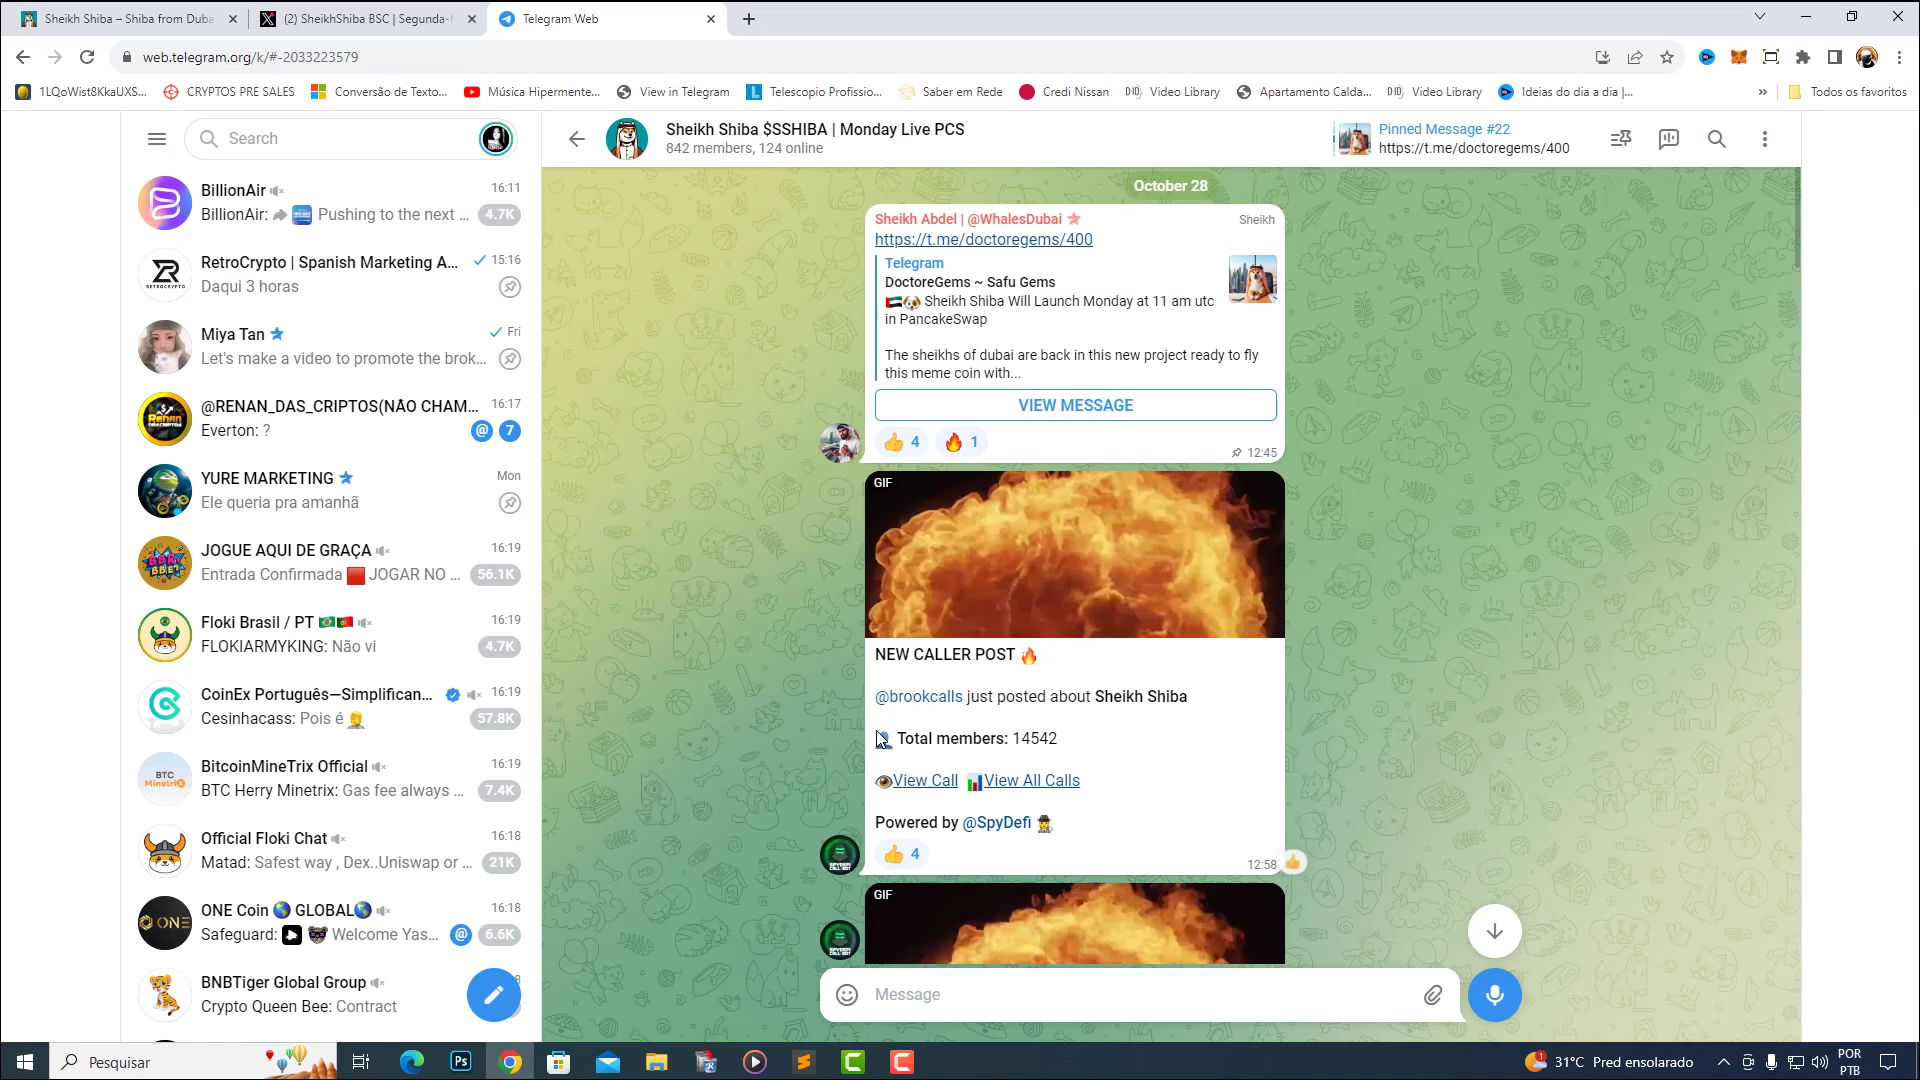 Sheikh Shiba – Shiba from Duba
(2) SheikhShiba BSC | Segunda-f
Telegram Web
web.telegram.org/k/#-2033223579
1LQoWist8KkaUXS...
CRYPTOS PRE SALES
Conversão de Texto...
Música Hipermente...
View in Telegram
Telescopio Profissio...
Saber em Rede
Credi Nissan
Video Library
Apartamento Calda...
Video Library
Ideias do dia a dia |...
»
Todos os favoritos
Search
BillionAir
16:11
BillionAir: Pushing to the next ...
4.7K
RetroCrypto | Spanish Marketing A...
15:16
Daqui 3 horas
Miya Tan
Fri
Let's make a video to promote the brok...
@RENAN_DAS_CRIPTOS(NÃO CHAM...
16:17
Everton: ?
@ 7
YURE MARKETING
Mon
Ele queria pra amanhã
JOGUE AQUI DE GRAÇA
16:19
Entrada Confirmada JOGAR NO ...
56.1K
Floki Brasil / PT
16:19
FLOKIARMYKING: Não vi
4.7K
CoinEx Português—Simplifican...
16:19
Cesinhacass: Pois é
57.8K
BitcoinMineTrix Official
16:19
BTC Herry Minetrix: Gas fee always ...
7.4K
Official Floki Chat
16:18
Matad: Safest way , Dex..Uniswap or ...
21K
ONE Coin GLOBAL
16:18
Safeguard: Welcome Yas...
@ 6.6K
BNBTiger Global Group
Crypto Queen Bee: Contract
Sheikh Shiba $SSHIBA | Monday Live PCS
842 members, 124 online
Pinned Message #22
https://t.me/doctoregems/400
October 28
Sheikh Abdel | @WhalesDubai
Sheikh
https://t.me/doctoregems/400
Telegram
DoctoreGems ~ Safu Gems
Sheikh Shiba Will Launch Monday at 11 am utc
in PancakeSwap
The sheikhs of dubai are back in this new project ready to fly
this meme coin with...
VIEW MESSAGE
4
1
12:45
GIF
NEW CALLER POST
@brookcalls just posted about Sheikh Shiba
Total members: 14542
View Call View All Calls
Powered by @SpyDefi
4
12:58
GIF
Message
Pesquisar
31°C Pred ensolarado
POR
PTB